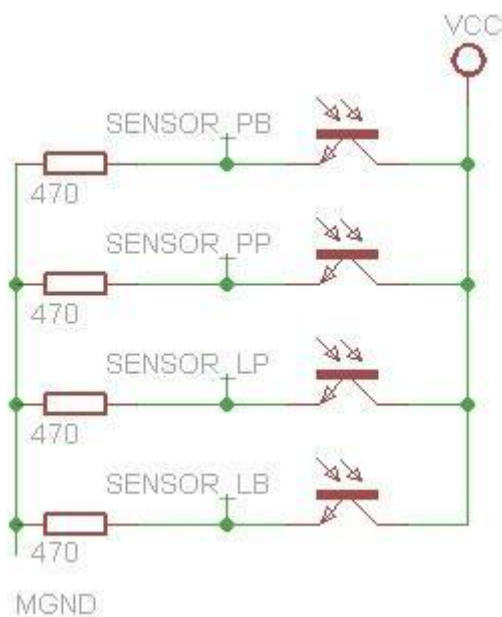 VCC
SENSOR_PB
470
SENSOR_PP
470
SENSOR_LP
470
SENSOR_LB
470
MGND